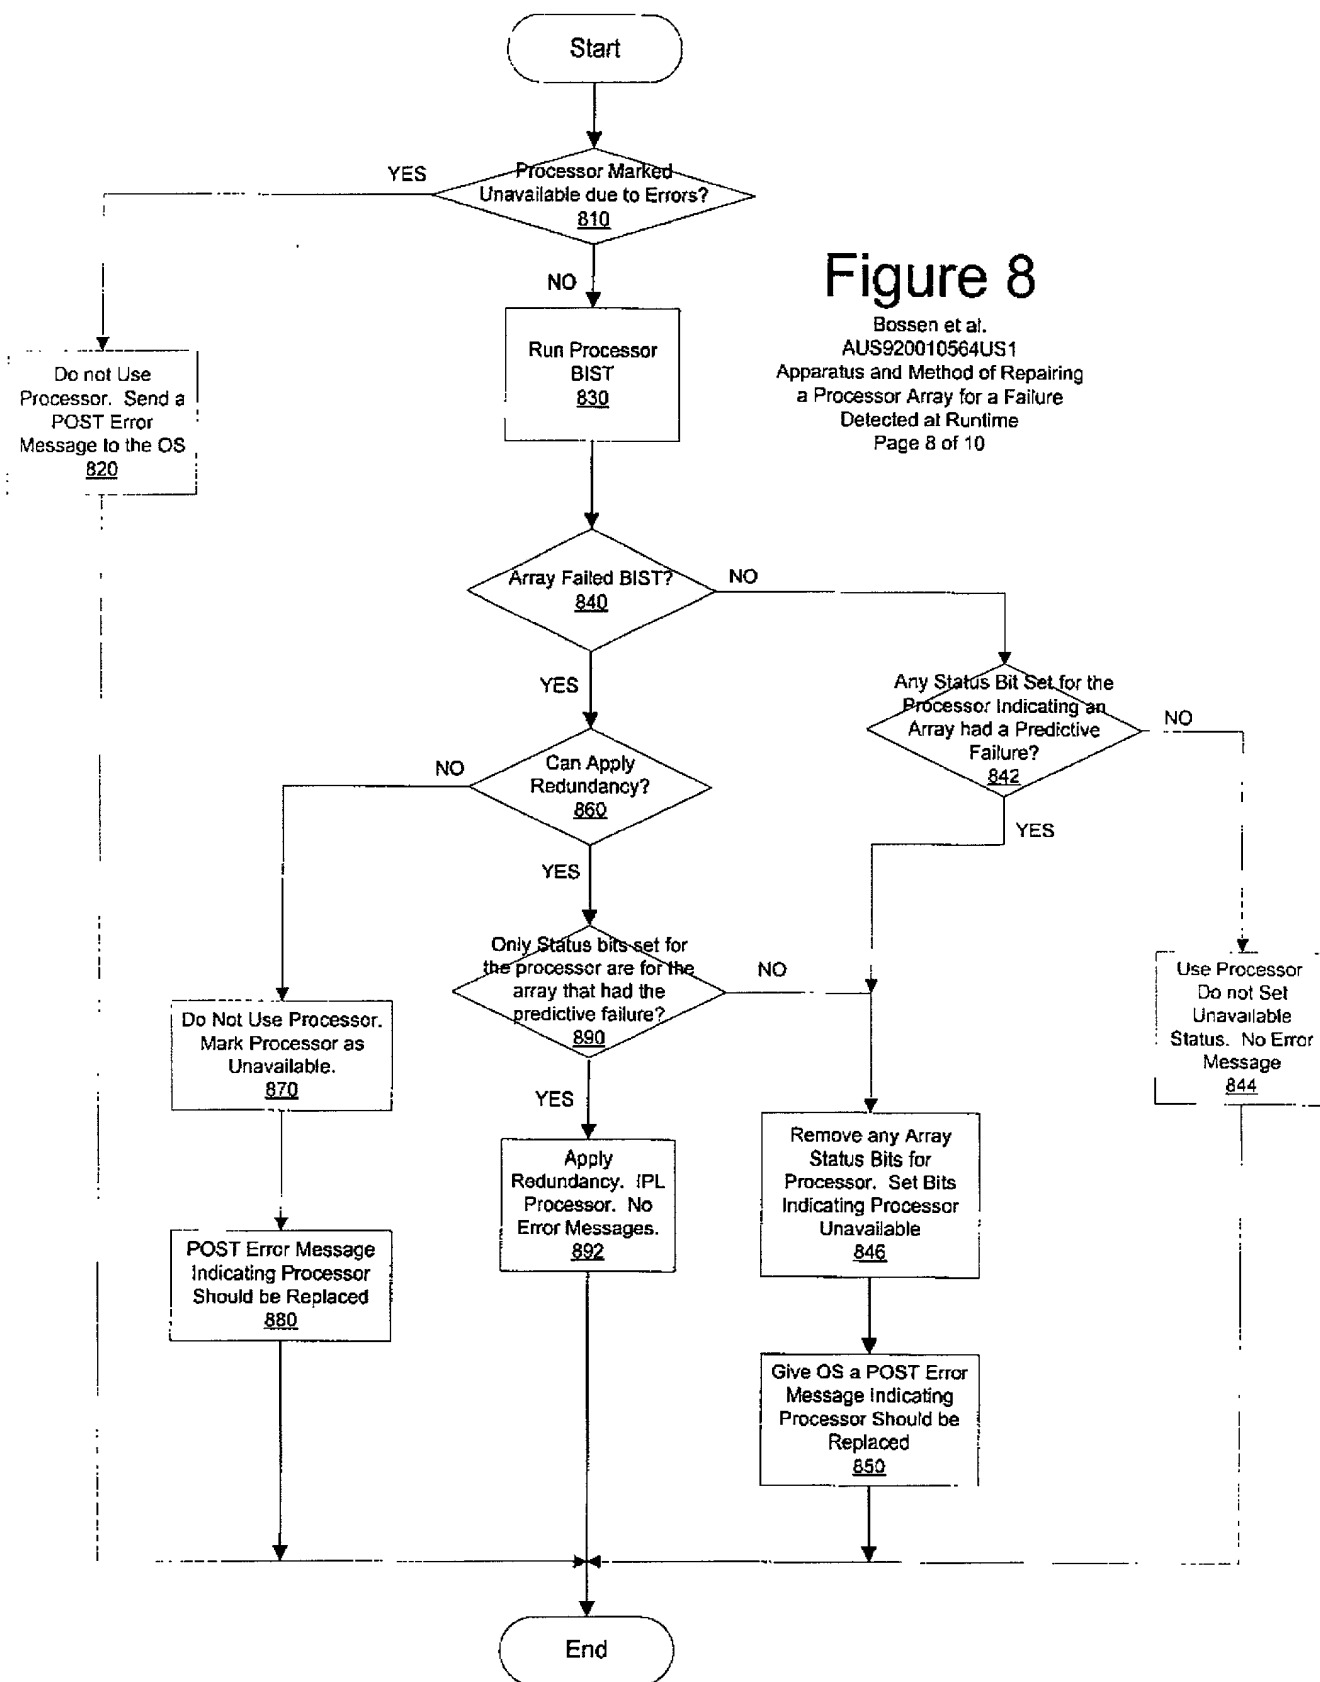 Start
Processor Marked
Unavailable due to Errors?
810
YES
NO
Figure 8
Bossen et al.
AUS920010564US1
Apparatus and Method of Repairing
a Processor Array for a Failure
Detected at Runtime
Page 8 of 10
Do not Use
Processor. Send a
POST Error
Message to the OS
820
Run Processor
BIST
830
Array Failed BIST?
840
NO
YES
Any Status Bit Set for the
Processor Indicating an
Array had a Predictive
Failure?
842
NO
YES
Can Apply
Redundancy?
860
NO
YES
Only Status bits set for
the processor are for the
array that had the
predictive failure?
890
NO
YES
Use Processor
Do not Set
Unavailable
Status. No Error
Message
844
Do Not Use Processor.
Mark Processor as
Unavailable.
870
Apply
Redundancy. IPL
Processor. No
Error Messages.
892
Remove any Array
Status Bits for
Processor. Set Bits
Indicating Processor
Unavailable
846
POST Error Message
Indicating Processor
Should be Replaced
880
Give OS a POST Error
Message Indicating
Processor Should be
Replaced
850
End